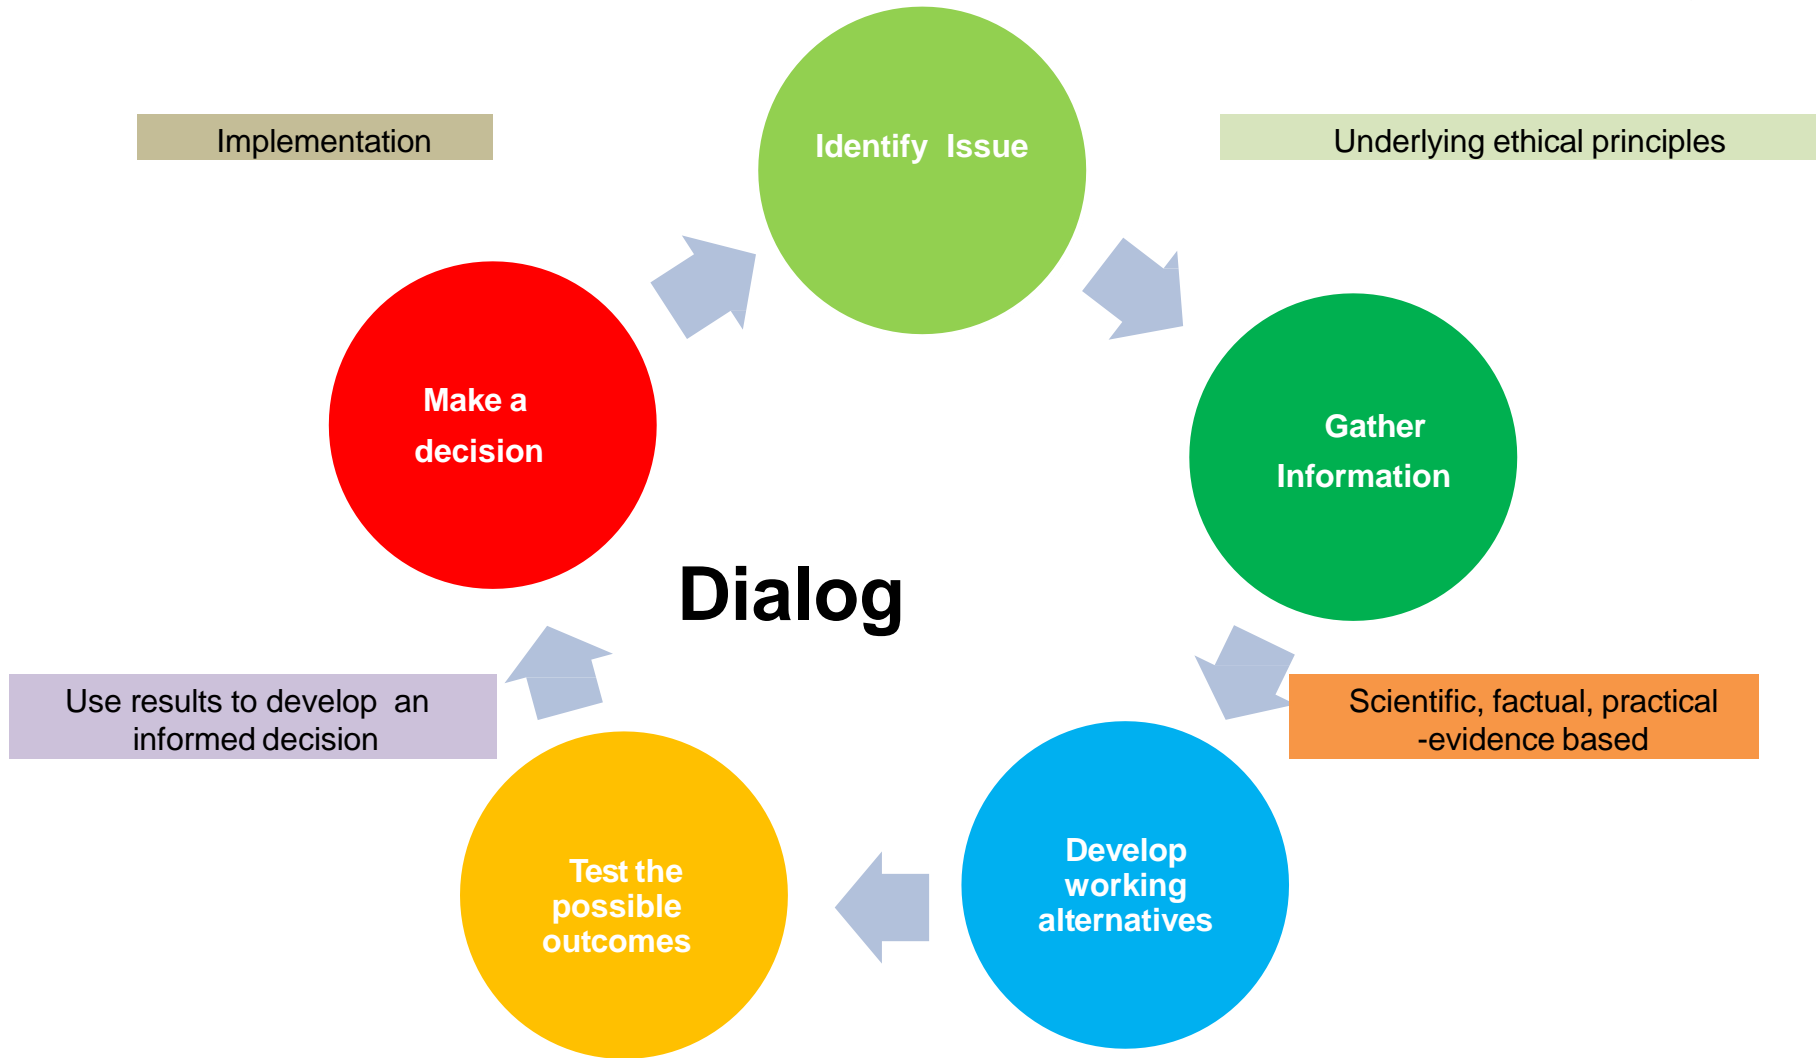 Identify Issue
Implementation
Underlying ethical principles
Make a
decision
Gather
Information
Dialog
Use results to develop an
informed decision
Scientific, factual, practical
-evidence based
Test the
possible
outcomes
Develop
working
alternatives